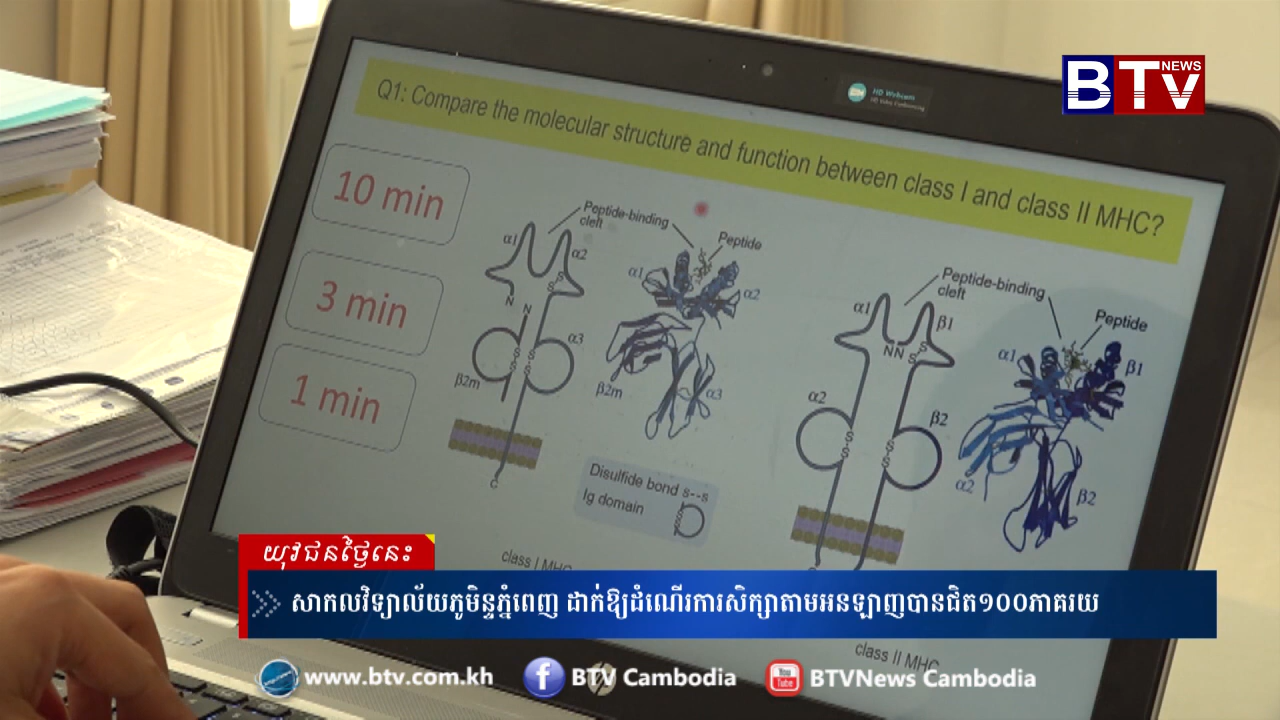 BTV NEWS
HD Webcam
Q1: Compare the molecular structure and function between class I and class II MHC?
10 min
3 min
1 min
Peptide-binding
cleft
Peptide
α1
α2
α1
α2
N
N
S
S
α3
S
S
S
S
β2m
β2m
α3
C
Disulfide bond s--s
Ig domain
S
S
class I MHC
Peptide-binding
cleft
Peptide
α1
β1
α1
β1
N N
S
S
α2
β2
S
S
S
S
α2
β2
class II MHC
យុវជនថ្ងៃនេះ
សាកលវិទ្យាល័យភូមិន្ទភ្នំពេញ ដាក់ឱ្យដំណើរការសិក្សាតាមអនឡាញបានជិត១០០ភាគរយ
www.btv.com.kh
BTV Cambodia
You Tube
BTVNews Cambodia